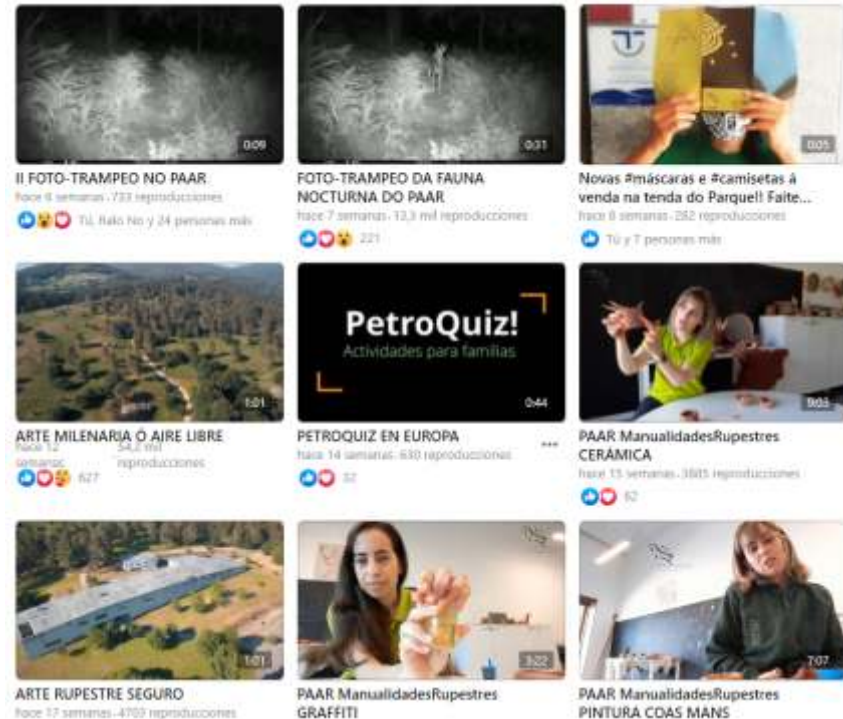 0:09
II FOTO-TRAMPEO NO PAAR
hace 6 semanas · 733 reproducciones
Tú, Italo No y 24 personas más
0:31
FOTO-TRAMPEO DA FAUNA
NOCTURNA DO PAAR
hace 7 semanas · 13,3 mil reproducciones
221
0:05
Novas #máscaras e #camisetas á
venda na tenda do Parque!! Faite...
hace 8 semanas · 282 reproducciones
Tú y 7 personas más
1:01
ARTE MILENARIA Ó AIRE LIBRE
hace 12
semanas
54,2 mil
reproducciones
627
PetroQuiz!
Actividades para familias
0:44
PETROQUIZ EN EUROPA
hace 14 semanas · 630 reproducciones
32
9:03
PAAR ManualidadesRupestres
CERÁMICA
hace 15 semanas · 3885 reproducciones
62
1:01
ARTE RUPESTRE SEGURO
hace 17 semanas · 4703 reproducciones
3:22
PAAR ManualidadesRupestres
GRAFFITI
7:07
PAAR ManualidadesRupestres
PINTURA COAS MANS